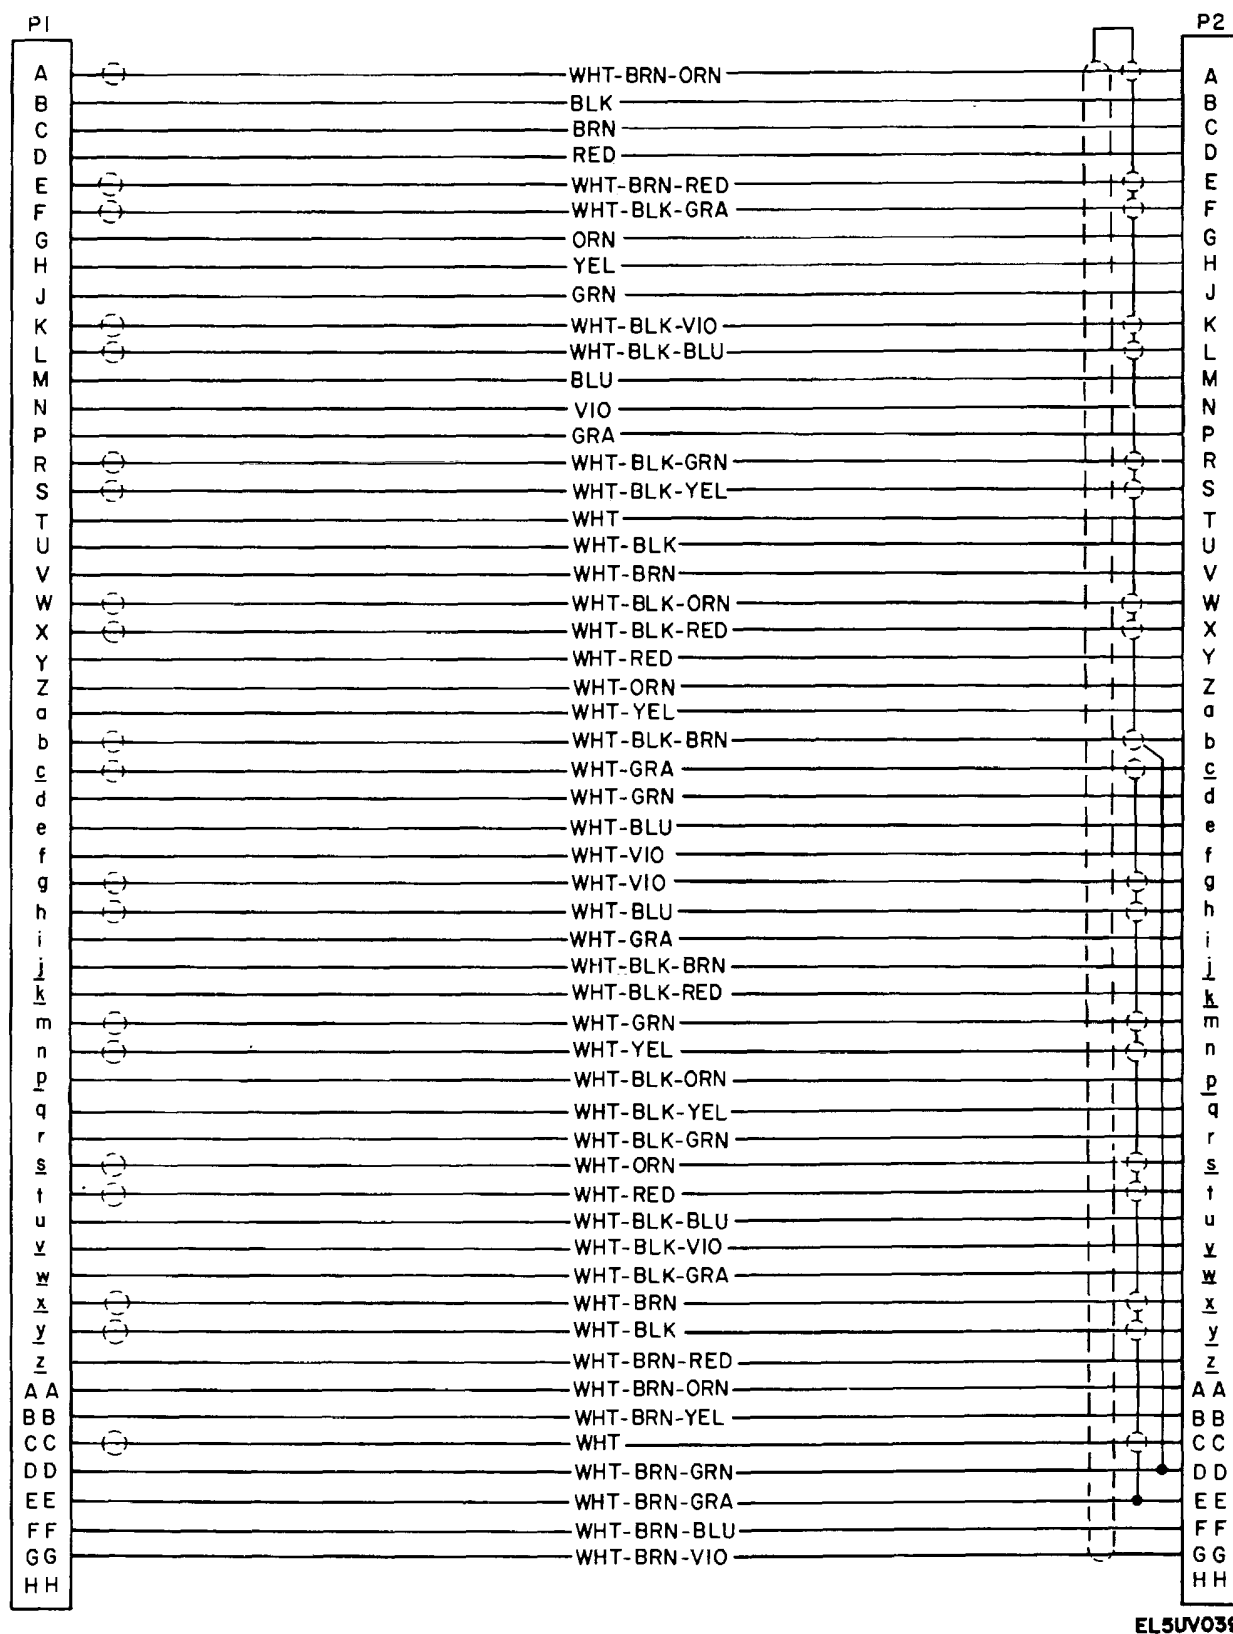 P1 P2
A WHT-BRN-ORN A
B BLK B
C BRN C
D RED D
E WHT-BRN-RED E
F WHT-BLK-GRA F
G ORN G
H YEL H
J GRN J
K WHT-BLK-VIO K
L WHT-BLK-BLU L
M BLU M
N VIO N
P GRA P
R WHT-BLK-GRN R
S WHT-BLK-YEL S
T WHT T
U WHT-BLK U
V WHT-BRN V
W WHT-BLK-ORN W
X WHT-BLK-RED X
Y WHT-RED Y
Z WHT-ORN Z
a WHT-YEL a
b WHT-BLK-BRN b
c WHT-GRA c
d WHT-GRN d
e WHT-BLU e
f WHT-VIO f
g WHT-VIO g
h WHT-BLU h
i WHT-GRA i
j WHT-BLK-BRN j
k WHT-BLK-RED k
m WHT-GRN m
n WHT-YEL n
p WHT-BLK-ORN p
q WHT-BLK-YEL q
r WHT-BLK-GRN r
s WHT-ORN s
t WHT-RED t
u WHT-BLK-BLU u
v WHT-BLK-VIO v
w WHT-BLK-GRA w
x WHT-BRN x
y WHT-BLK y
z WHT-BRN-RED z
AA WHT-BRN-ORN AA
BB WHT-BRN-YEL BB
CC WHT CC
DD WHT-BRN-GRN DD
EE WHT-BRN-GRA EE
FF WHT-BRN-BLU FF
GG WHT-BRN-VIO GG
HH HH
EL5UV039